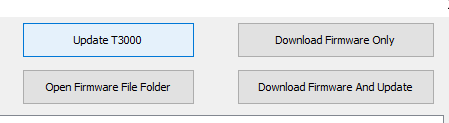 Update T3000
Download Firmware Only
Open Firmware File Folder
Download Firmware And Update